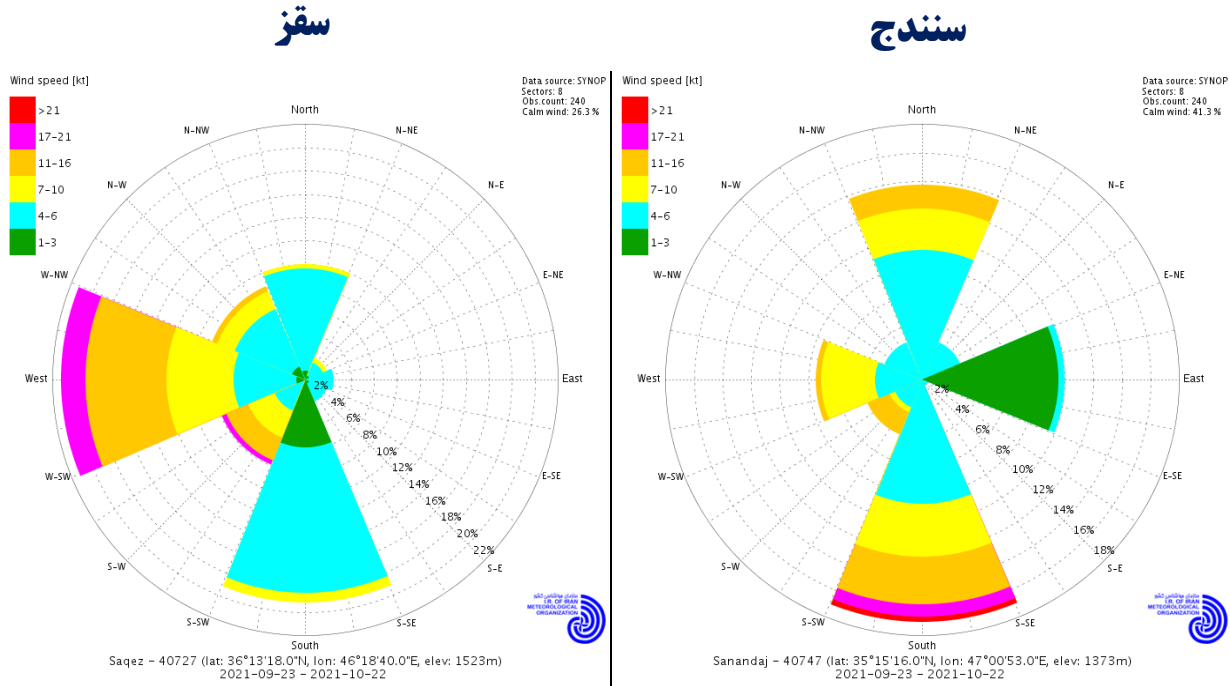 سقز
Wind speed [kt]
>21
17-21
11-16
7-10
4-6
1-3
Data source: SYNOP
Sectors: 8
Obs.count: 240
Calm wind: 26.3 %
North
N-NW
N-NE
N-W
N-E
W-NW
E-NE
West
East
W-SW
E-SE
S-W
S-E
S-SW
S-SE
South
2%
4%
6%
8%
10%
12%
14%
16%
18%
20%
22%
سازمان هواشناسی کشور
I.R. OF IRAN
METEOROLOGICAL
ORGANIZATION
Saqez - 40727 (lat: 36°13'18.0"N, lon: 46°18'40.0"E, elev: 1523m)
2021-09-23 - 2021-10-22
سنندج
Wind speed [kt]
>21
17-21
11-16
7-10
4-6
1-3
Data source: SYNOP
Sectors: 8
Obs.count: 240
Calm wind: 41.3 %
North
N-NW
N-NE
N-W
N-E
W-NW
E-NE
West
East
W-SW
E-SE
S-W
S-E
S-SW
S-SE
South
2%
4%
6%
8%
10%
12%
14%
16%
18%
سازمان هواشناسی کشور
I.R. OF IRAN
METEOROLOGICAL
ORGANIZATION
Sanandaj - 40747 (lat: 35°15'16.0"N, lon: 47°00'53.0"E, elev: 1373m)
2021-09-23 - 2021-10-22